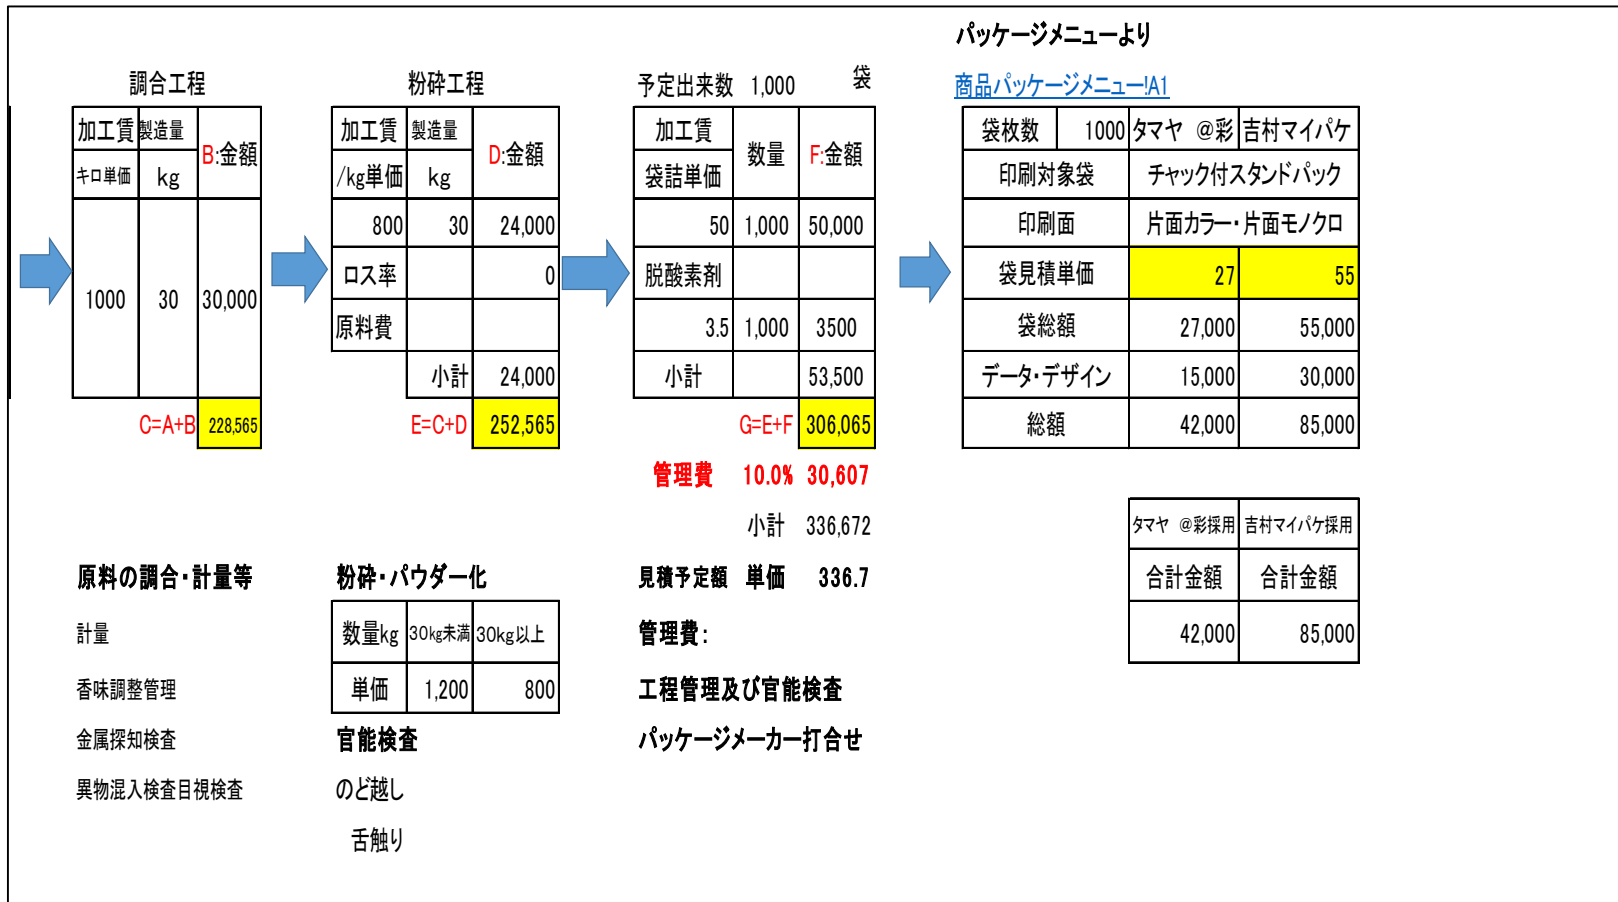 パッケージメニューより
調合工程 粉砕工程 予定出来数 1,000 袋 商品パッケージメニュー!A1
加工賃 製造量 B:金額 加工賃 製造量 D:金額 加工賃 数量 F:金額 袋枚数 1000 タマヤ @彩 吉村マイパケ
キロ単価 kg /kg単価 kg 袋詰単価 印刷対象袋 チャック付スタンドパック
800 30 24,000 50 1,000 50,000 印刷面 片面カラー・片面モノクロ
1000 30 30,000 ロス率 0 脱酸素剤 袋見積単価 27 55
原料費 3.5 1,000 3500 袋総額 27,000 55,000
小計 24,000 小計 53,500 データ・デザイン 15,000 30,000
C=A+B 228,565 E=C+D 252,565 G=E+F 306,065 総額 42,000 85,000
管理費 10.0% 30,607
小計 336,672 タマヤ @彩採用 吉村マイパケ採用
原料の調合・計量等 粉砕・パウダー化 見積予定額 単価 336.7 合計金額 合計金額
計量 数量kg 30kg未満 30kg以上 管理費: 42,000 85,000
香味調整管理 単価 1,200 800 工程管理及び官能検査
金属探知検査 官能検査 パッケージメーカー打合せ
異物混入検査目視検査 のど越し
舌触り